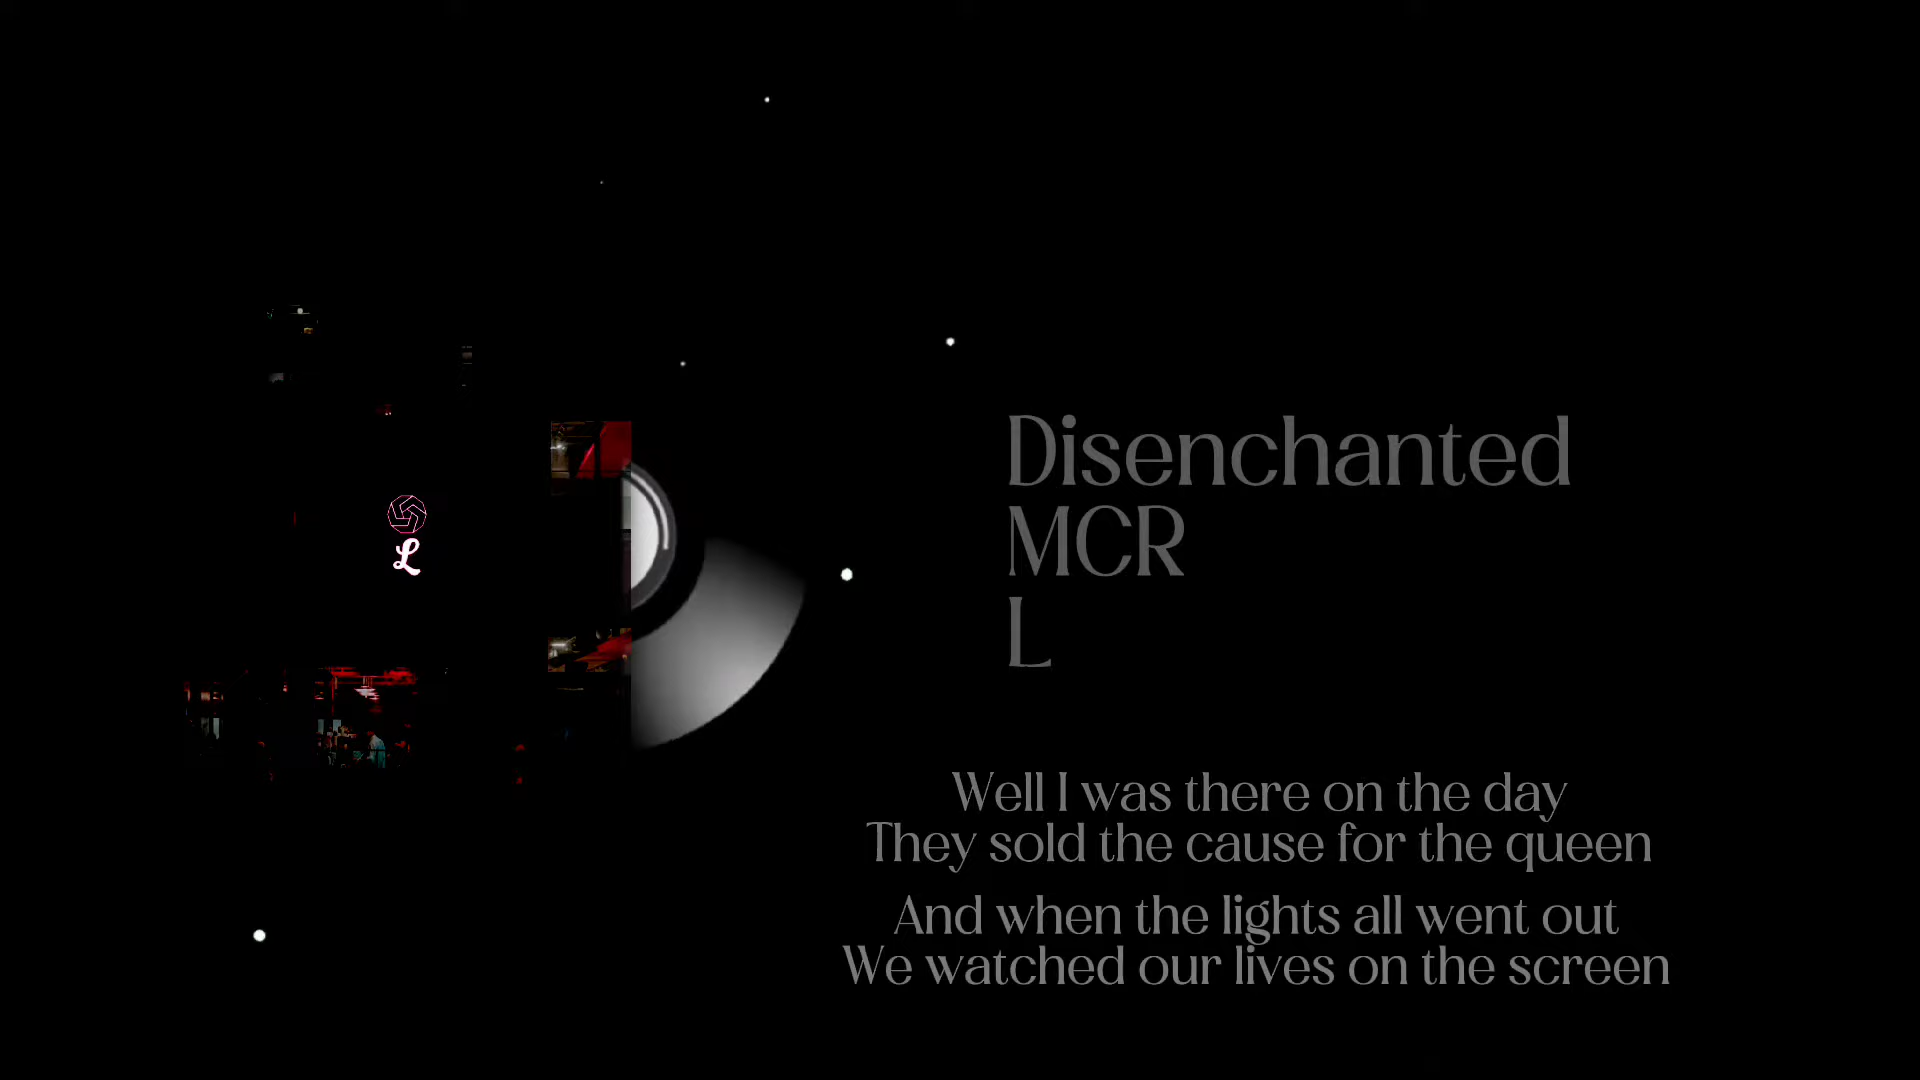 L
Disenchanted
MCR
L
Well I was there on the day
They sold the cause for the queen
And when the lights all went out
We watched our lives on the screen